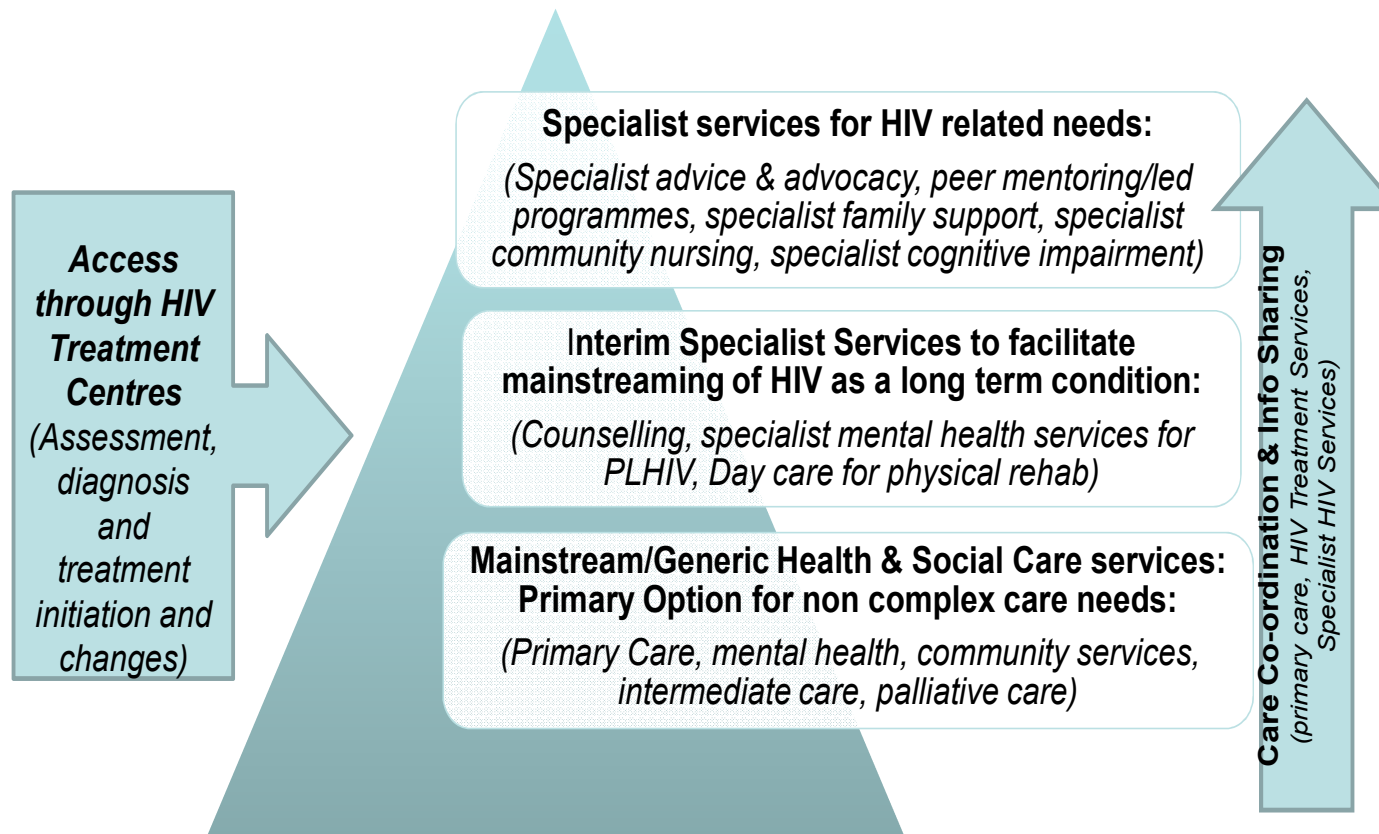 Access
through HIV
Treatment
Centres
(Assessment,
diagnosis
and
treatment
initiation and
changes)
Specialist services for HIV related needs:
(Specialist advice & advocacy, peer mentoring/led
programmes, specialist family support, specialist
community nursing, specialist cognitive impairment)
Interim Specialist Services to facilitate
mainstreaming of HIV as a long term condition:
(Counselling, specialist mental health services for
PLHIV, Day care for physical rehab)
Mainstream/Generic Health & Social Care services:
Primary Option for non complex care needs:
(Primary Care, mental health, community services,
intermediate care, palliative care)
Care Co-ordination & Info Sharing
(primary care, HIV Treatment Services,
Specialist HIV Services)